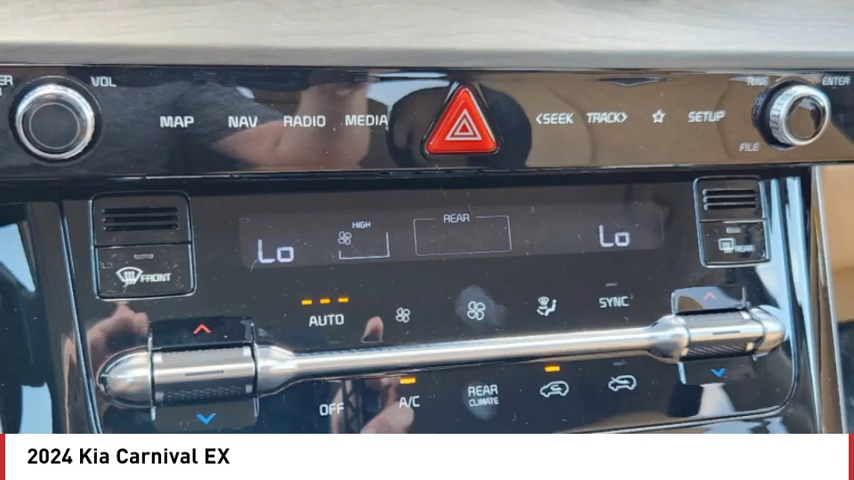 ER VOL TUNE ENTER
MAP NAV RADIO MEDIA <SEEK TRACK> SETUP
FILE
HIGH REAR
Lo Lo
FRONT REAR
AUTO SYNC
OFF A/C REAR
CLIMATE
2024 Kia Carnival EX